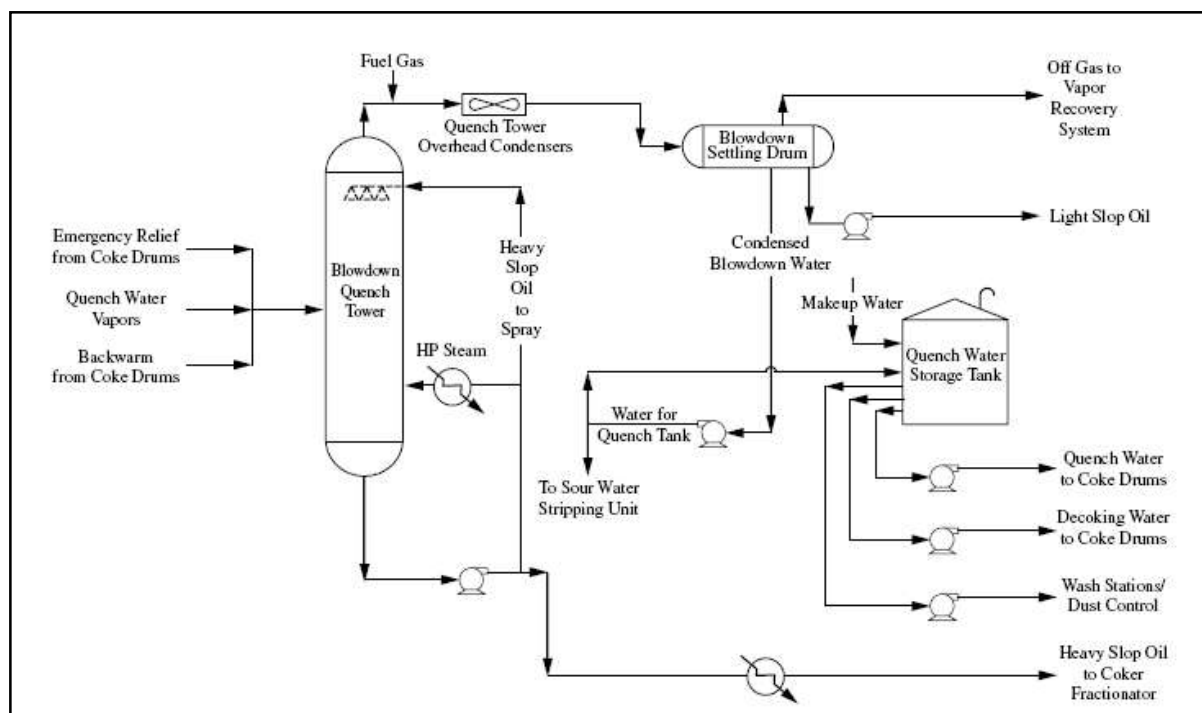 Fuel Gas
Quench Tower
Overhead Condensers
Blowdown
Settling Drum
Off Gas to
Vapor
Recovery
System
Light Slop Oil
Emergency Relief
from Coke Drums
Quench Water
Vapors
Backwarm
from Coke Drums
Blowdown
Quench
Tower
Heavy
Slop
Oil
to
Spray
HP Steam
Condensed
Blowdown Water
Makeup Water
Quench Water
Storage Tank
Water for
Quench Tank
To Sour Water
Stripping Unit
Quench Water
to Coke Drums
Decoking Water
to Coke Drums
Wash Stations/
Dust Control
Heavy Slop Oil
to Coker
Fractionator